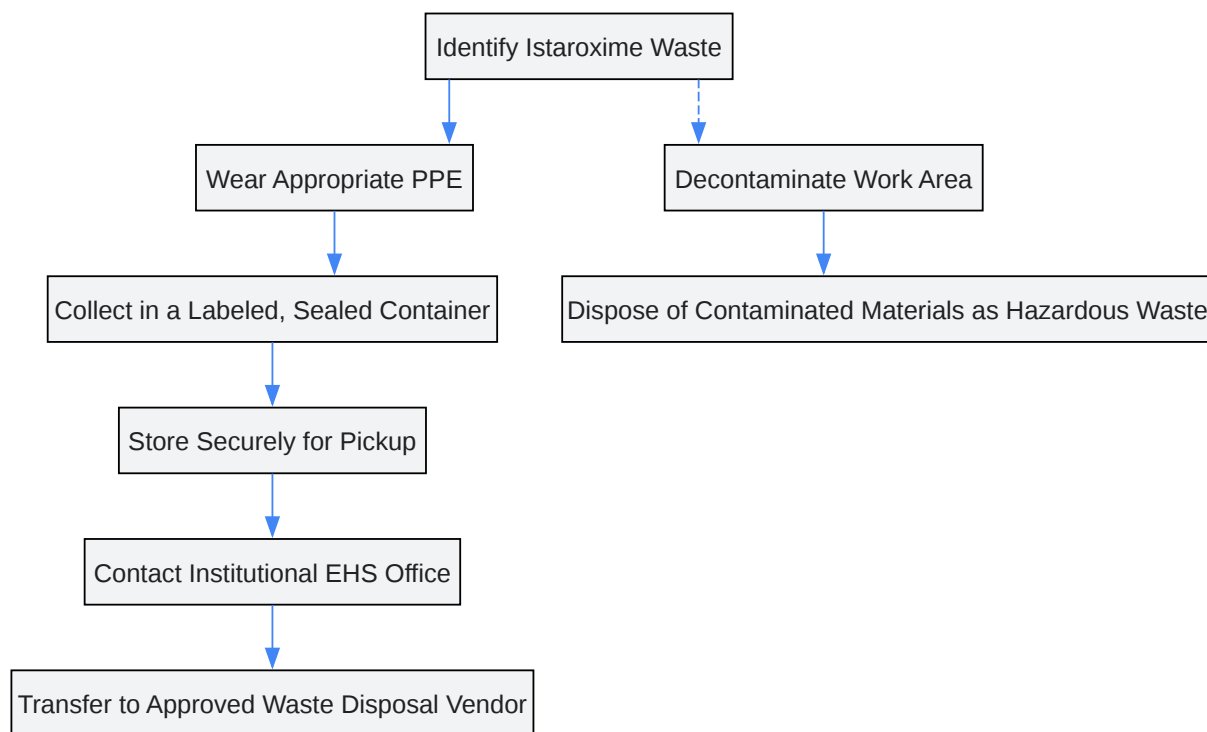 Identify Istaroxime Waste
Wear Appropriate PPE
Decontaminate Work Area
Collect in a Labeled, Sealed Container
Dispose of Contaminated Materials as Hazardous Waste
Store Securely for Pickup
Contact Institutional EHS Office
Transfer to Approved Waste Disposal Vendor